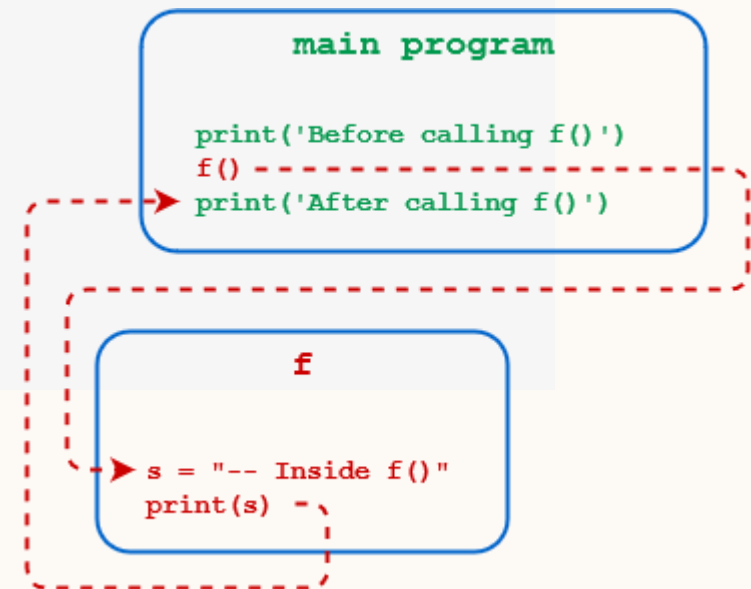 main program
print('Before calling f()')
f()
print('After calling f()')
f
s = "-- Inside f()"
print(s)